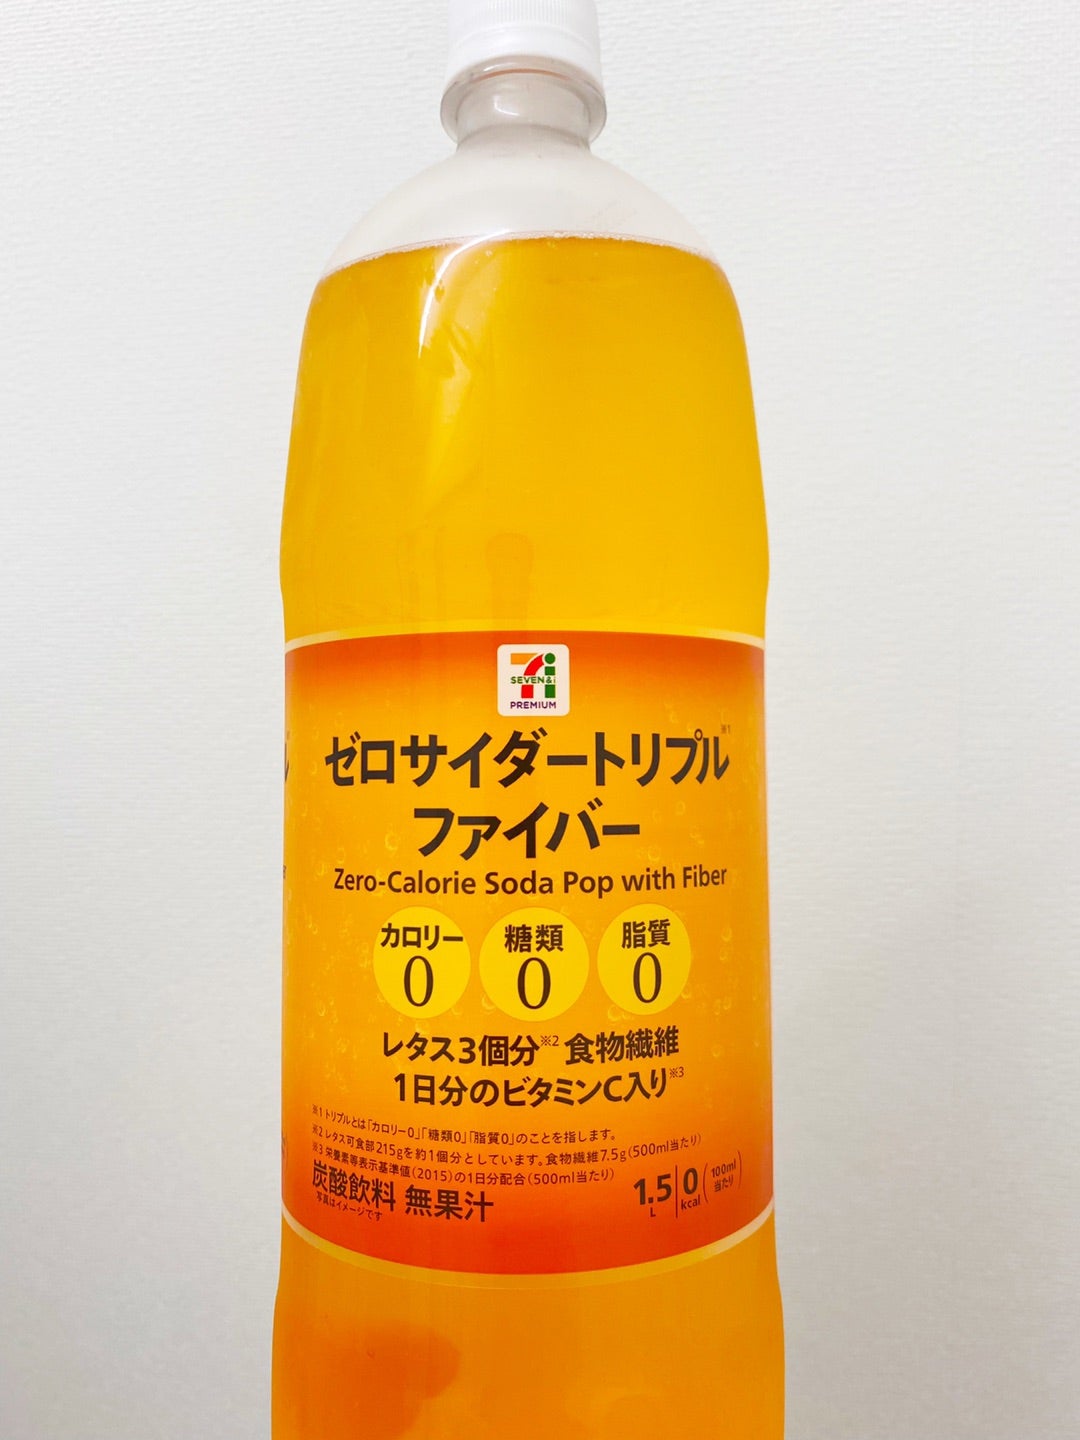 SEVEN&i
PREMIUM
ゼロサイダートリプル※1
ファイバー
Zero-Calorie Soda Pop with Fiber
カロリー 糖類 脂質
0 0 0
レタス3個分※2 食物繊維
1日分のビタミンC入り※3
※1 トリプルとは「カロリー0」「糖類0」「脂質0」のことを指します。
※2 レタス可食部215gを約1個分としています。食物繊維7.5g(500ml当たり)
※3 栄養素等表示基準値(2015)の1日分配合(500ml当たり)
炭酸飲料 無果汁
写真はイメージです
1.5L 0kcal (100ml当たり)